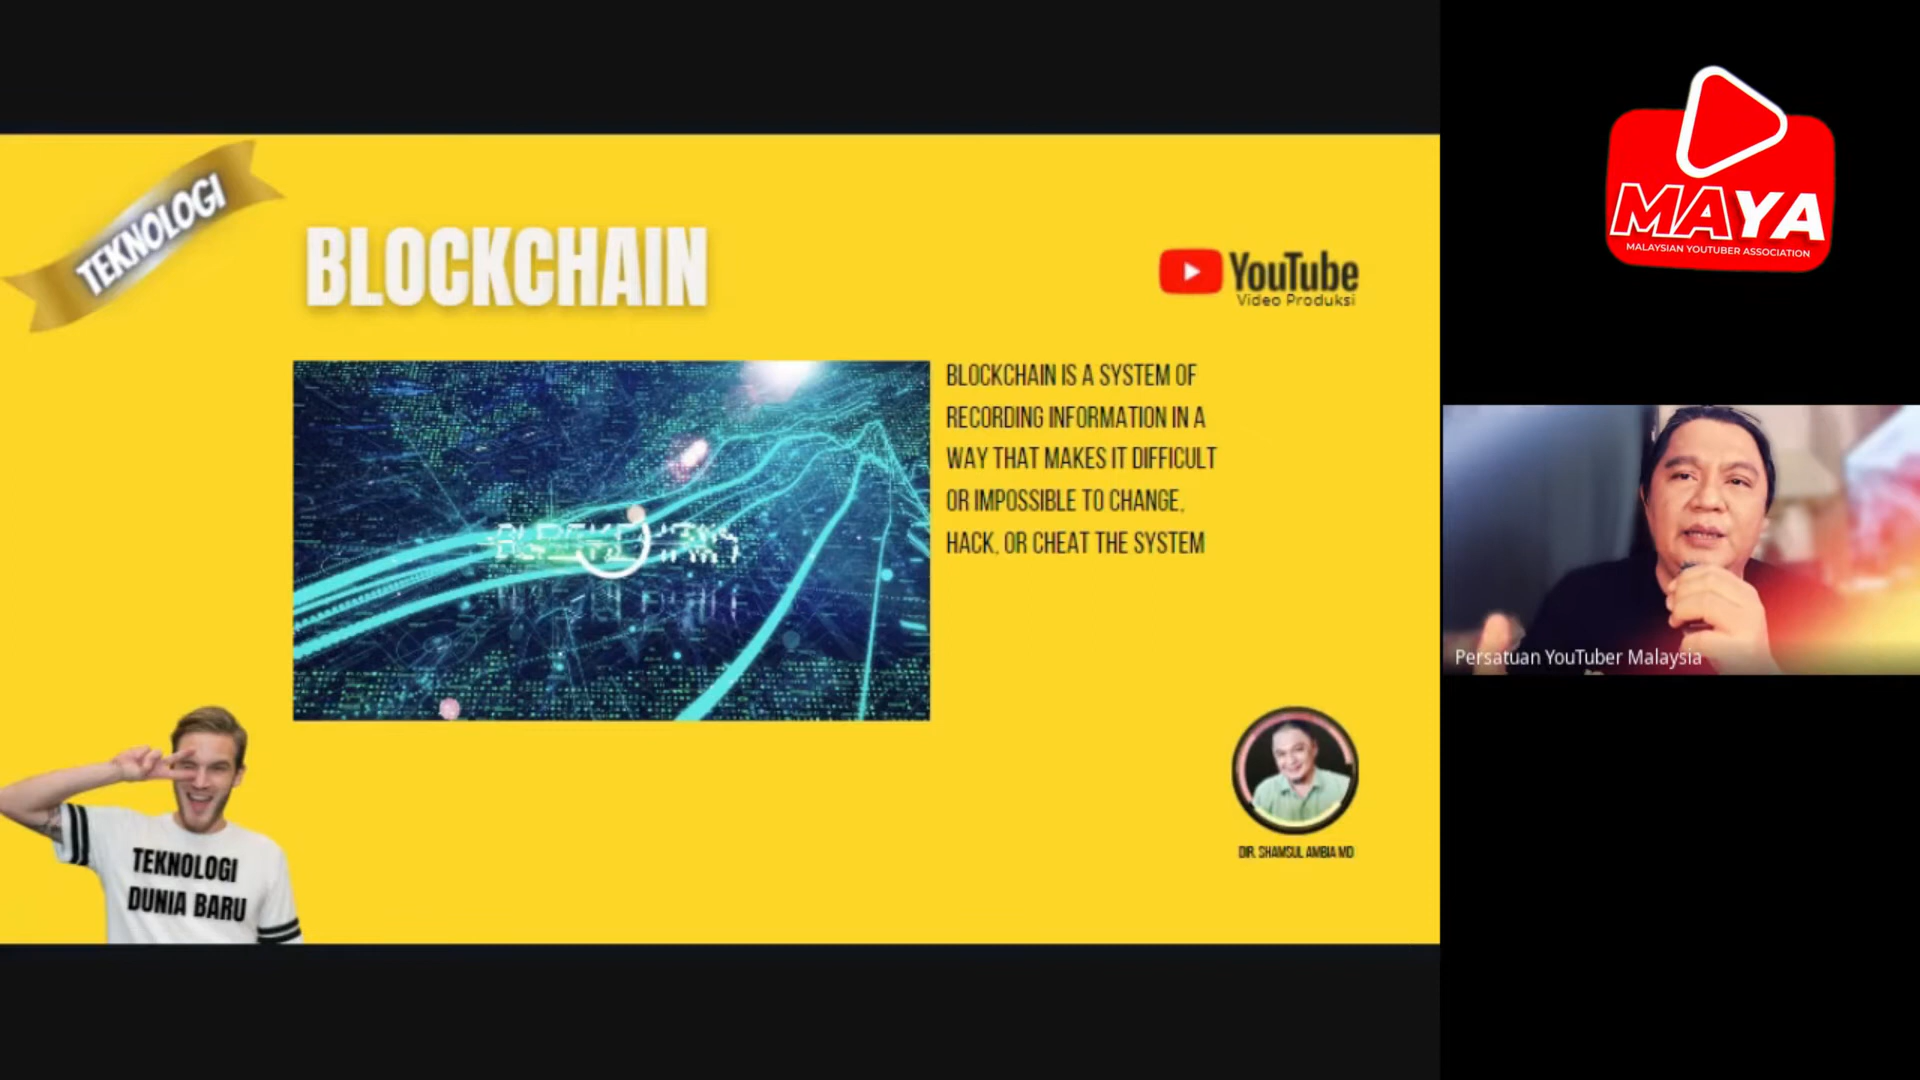 TEKNOLOGI
BLOCKCHAIN
YouTube
Video Produksi
BLOCKCHAIN IS A SYSTEM OF
RECORDING INFORMATION IN A
WAY THAT MAKES IT DIFFICULT
OR IMPOSSIBLE TO CHANGE,
HACK, OR CHEAT THE SYSTEM
TEKNOLOGI
DUNIA BARU
DIR. SHAMSUL AMBIA MD
MAYA
MALAYSIAN YOUTUBER ASSOCIATION
Persatuan YouTuber Malaysia